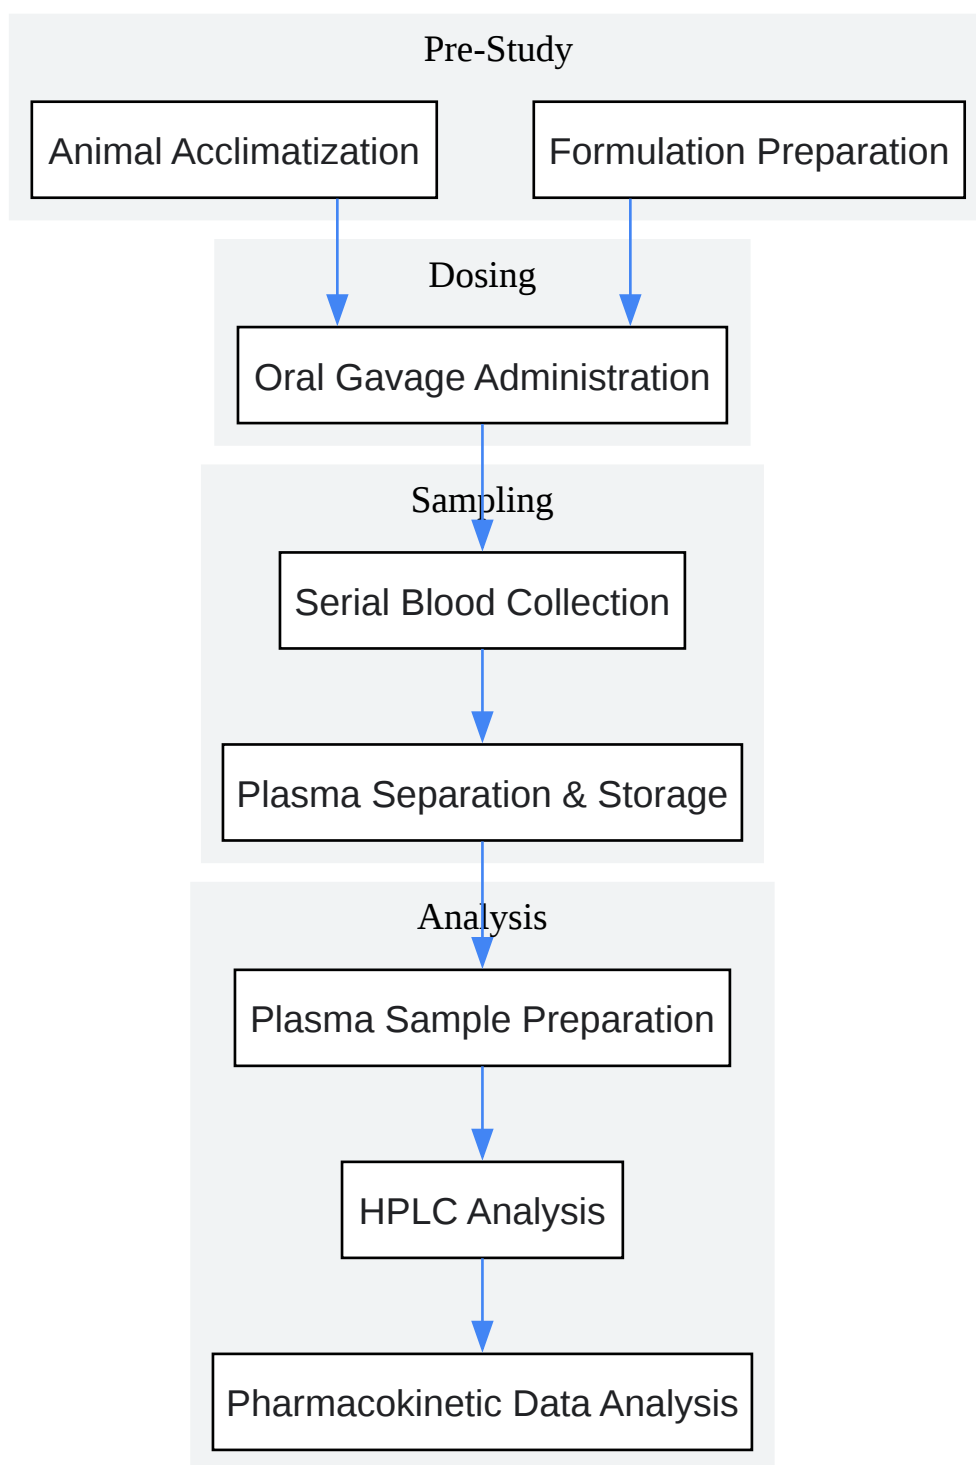 Pre-Study
Animal Acclimatization
Formulation Preparation
Dosing
Oral Gavage Administration
Sampling
Serial Blood Collection
Plasma Separation & Storage
Analysis
Plasma Sample Preparation
HPLC Analysis
Pharmacokinetic Data Analysis